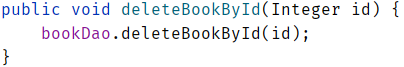 public void deleteBookById(Integer id) {
    bookDao.deleteBookById(id);
}